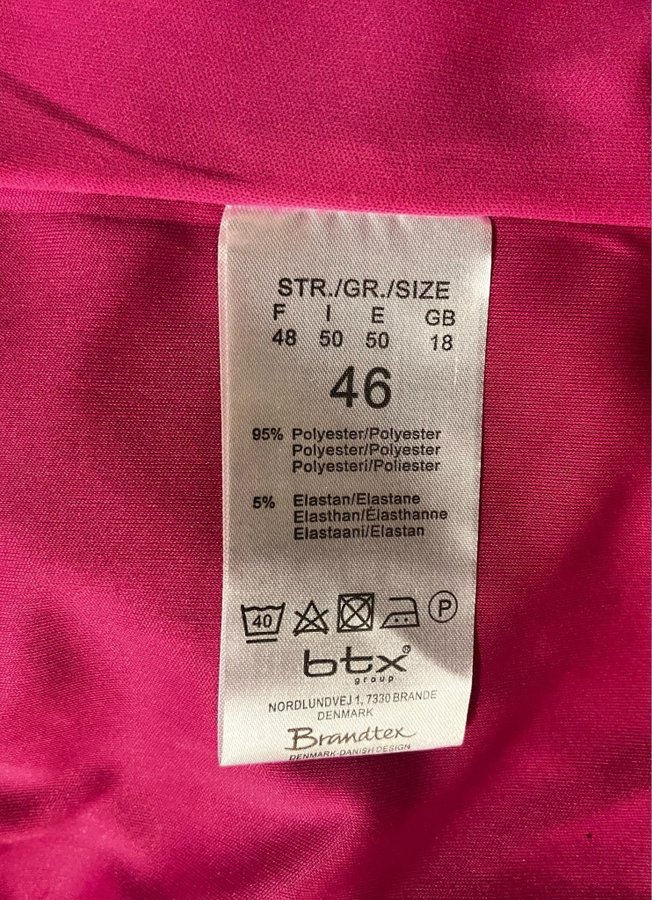 STR./GR./SIZE
F I E GB
48 50 50 18
46
95% Polyester/Polyester
Polyester/Polyester
Polyesteri/Poliester
5% Elastan/Elastane
Elasthan/Élasthanne
Elastaani/Elastan
40 P
btx®
group
NORDLUNDVEJ 1, 7330 BRANDE
DENMARK
Brandtex
DENMARK-DANISH DESIGN